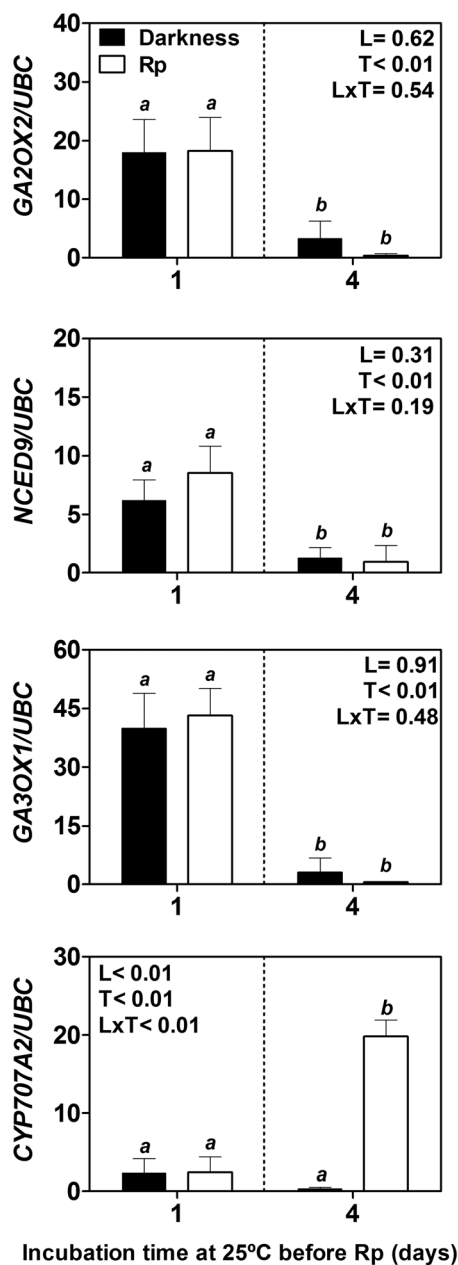 Darkness
Rp
L= 0.62
T< 0.01
LxT= 0.54
GA2OX2/UBC
40
30
20
10
0
a
a
b
b
1
4
L= 0.31
T< 0.01
LxT= 0.19
NCED9/UBC
20
15
10
5
0
a
a
b
b
1
4
L= 0.91
T< 0.01
LxT= 0.48
GA3OX1/UBC
60
45
30
15
0
a
a
b
b
1
4
L< 0.01
T< 0.01
LxT< 0.01
CYP707A2/UBC
30
20
10
0
a
a
a
b
1
4
Incubation time at 25ºC before Rp (days)